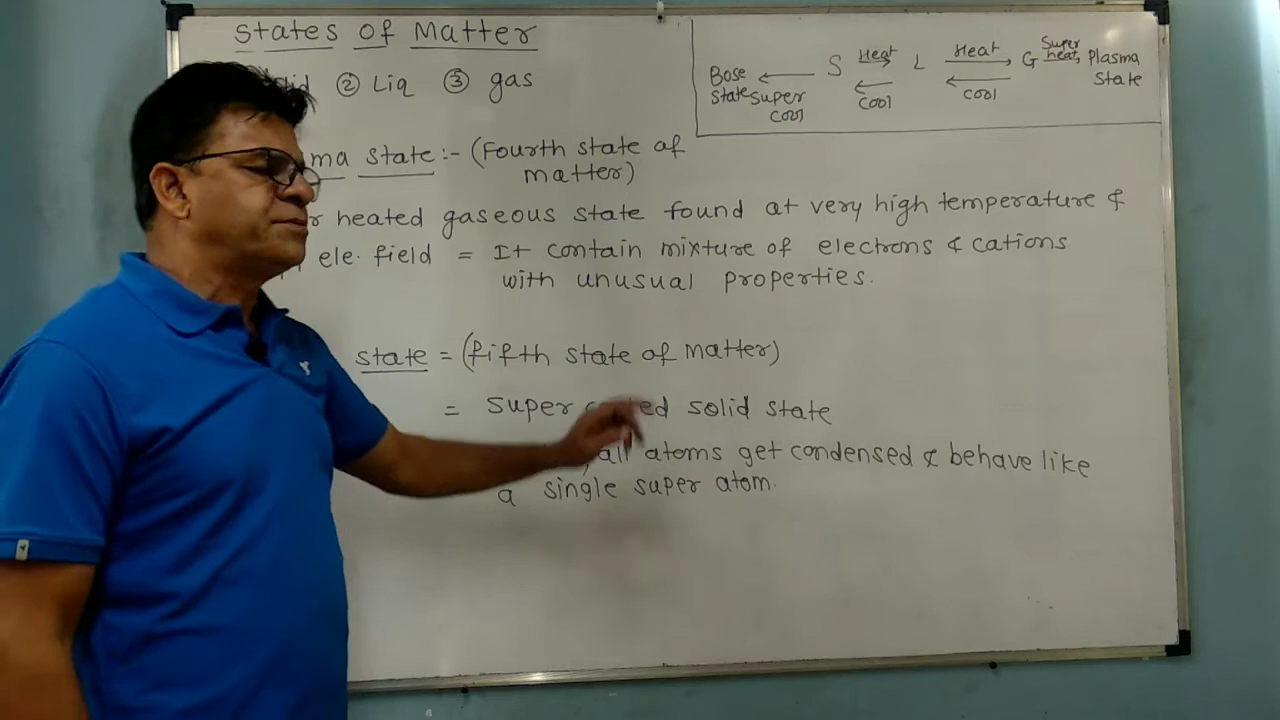 States of Matter
② Liq ③ gas
state :- (Fourth state of
matter)
heated gaseous state found at very high temperature &
ele. field = It contain mixture of electrons & cations
with unusual properties.
state = (fifth state of matter)
= super solid state
all atoms get condensed & behave like
a single super atom.
Bose ← S Heat L Heat G Super heat Plasma
state super cool cool State
cool